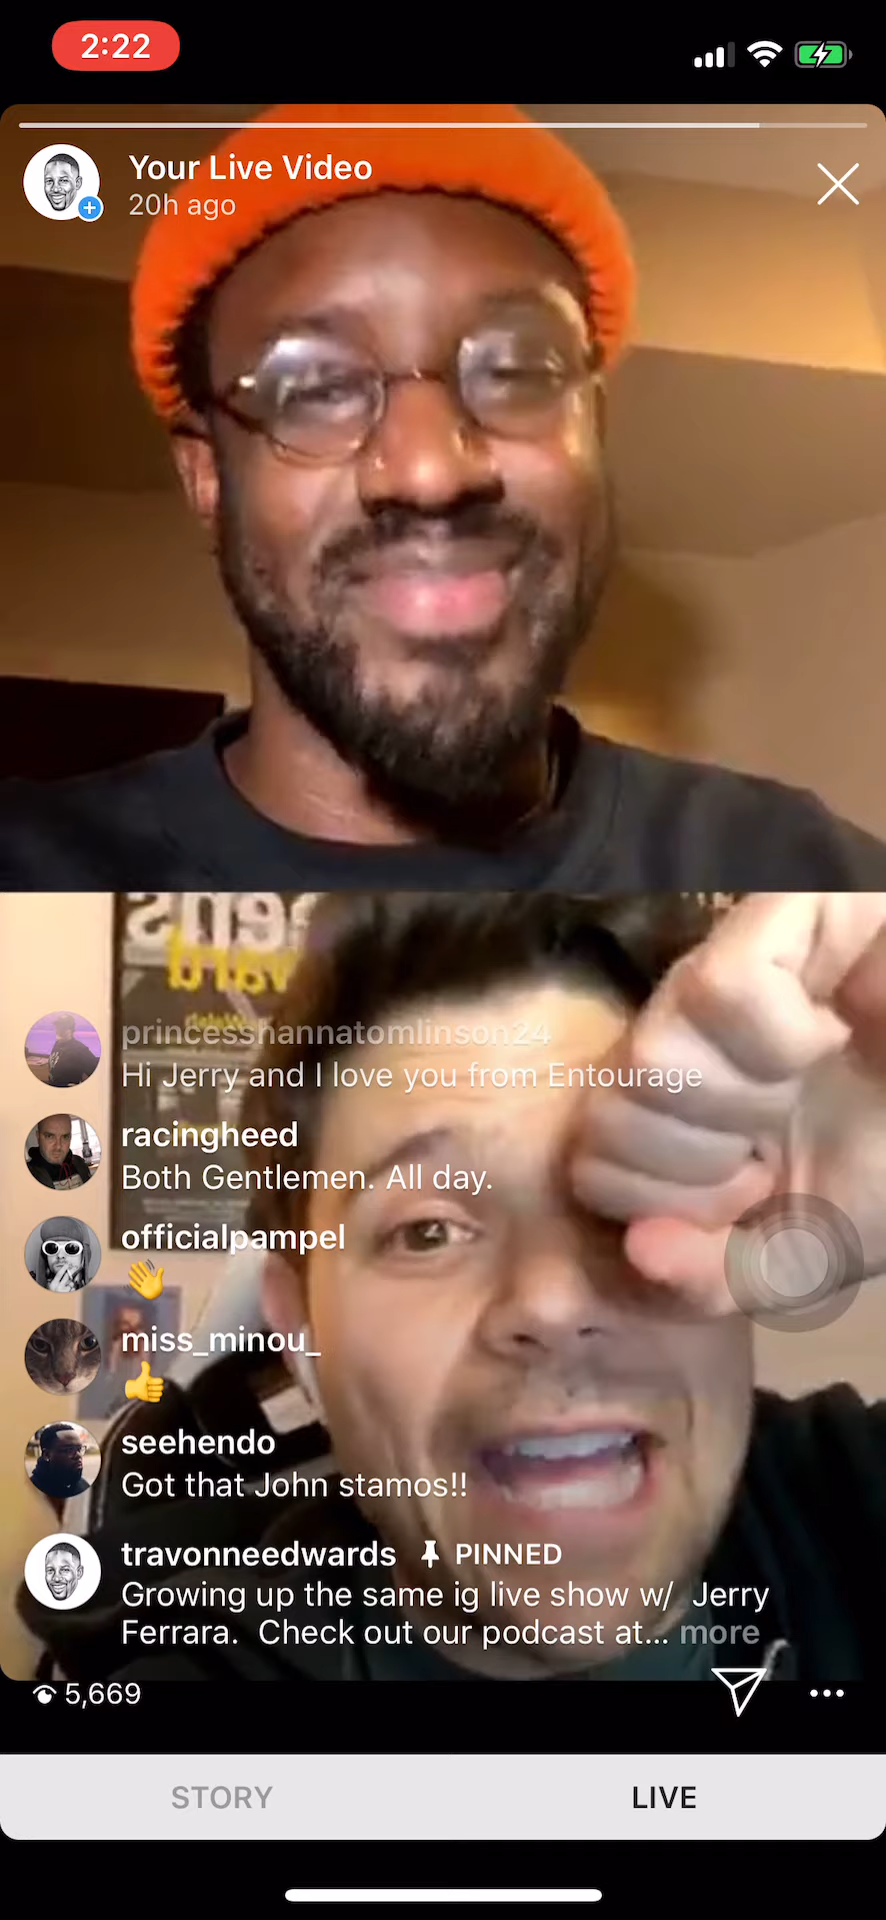 2:22
Your Live Video
20h ago
ens
yard
princesshannatomlinson24
Hi Jerry and I love you from Entourage
racingheed
Both Gentlemen. All day.
officialpampel
👋
miss_minou_
👍
seehendo
Got that John stamos!!
travonneedwards PINNED
Growing up the same ig live show w/ Jerry
Ferrara. Check out our podcast at... more
5,669
STORY
LIVE